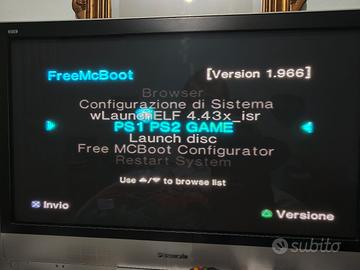 FreeMcBoot
[Version 1.966]
Browser
Configurazione di Sistema
wLaunchELF 4.43x_isr
PS1 PS2 GAME
Launch disc
Free MCBoot Configurator
Restart System
Use ▲/▼ to browse list
Invio
Versione
subito